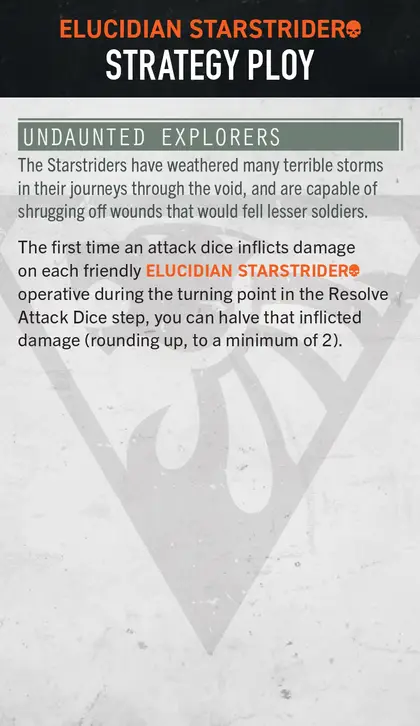 ELUCIDIAN STARSTRIDER
STRATEGY PLOY
UNDAUNTED EXPLORERS
The Starstriders have weathered many terrible storms
in their journeys through the void, and are capable of
shrugging off wounds that would fell lesser soldiers.
The first time an attack dice inflicts damage
on each friendly ELUCIDIAN STARSTRIDER
operative during the turning point in the Resolve
Attack Dice step, you can halve that inflicted
damage (rounding up, to a minimum of 2).